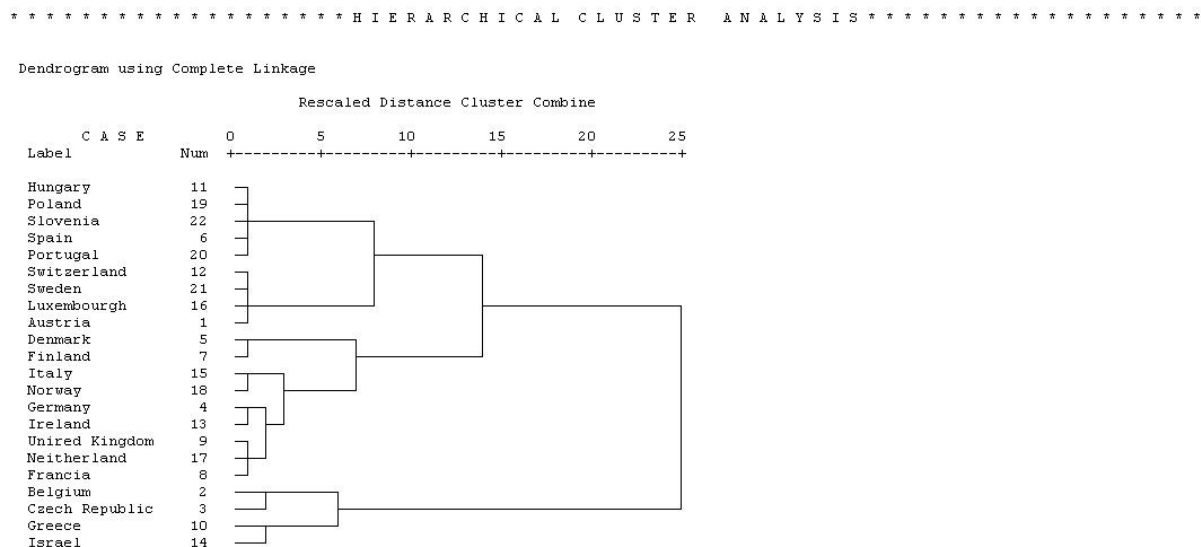 * * * * * * * * * * * * * * * * * * * H I E R A R C H I C A L  C L U S T E R  A N A L Y S I S * * * * * * * * * * * * * * * * * * *
Dendrogram using Complete Linkage
Rescaled Distance Cluster Combine
C A S E 0 5 10 15 20 25
Label Num +---------+---------+---------+---------+---------+
Hungary 11
Poland 19
Slovenia 22
Spain 6
Portugal 20
Switzerland 12
Sweden 21
Luxembourgh 16
Austria 1
Denmark 5
Finland 7
Italy 15
Norway 18
Germany 4
Ireland 13
Unired Kingdom 9
Neitherland 17
Francia 8
Belgium 2
Czech Republic 3
Greece 10
Israel 14